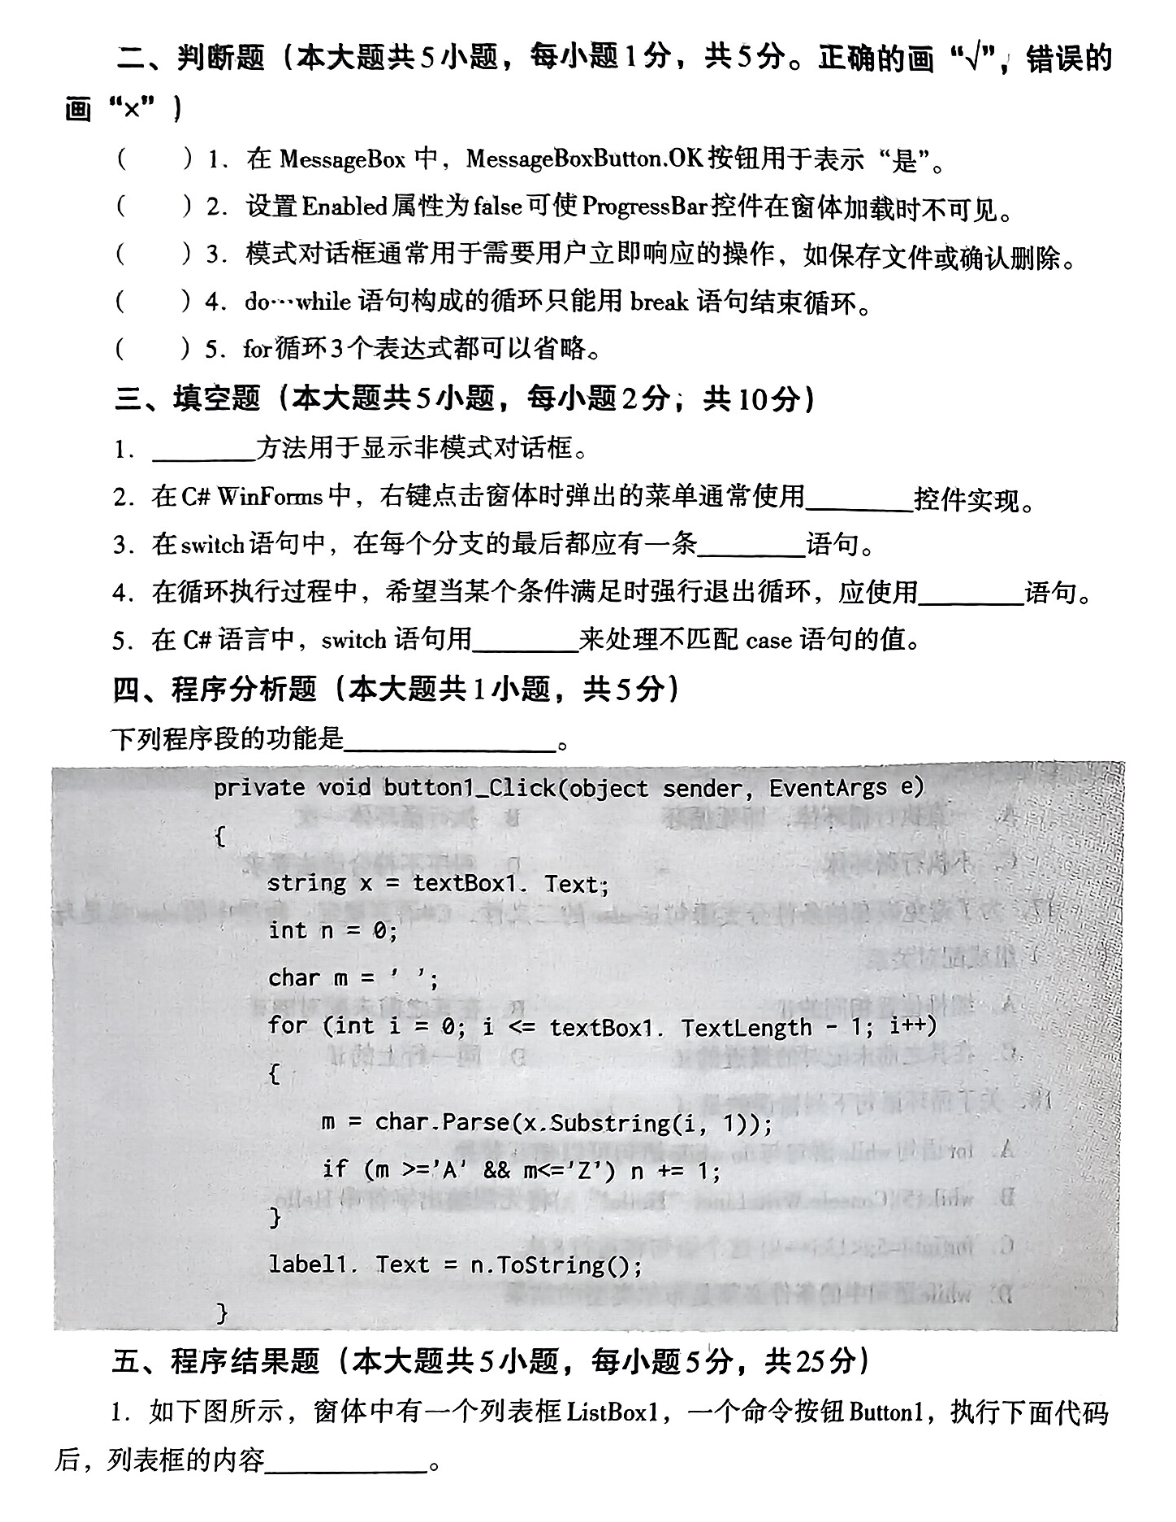 二、判断题（本大题共5小题，每小题1分，共5分。正确的画“√”，错误的
画“×”）
（　　）1．在 MessageBox 中，MessageBoxButton.OK按钮用于表示“是”。
（　　）2．设置Enabled属性为false可使ProgressBar控件在窗体加载时不可见。
（　　）3．模式对话框通常用于需要用户立即响应的操作，如保存文件或确认删除。
（　　）4．do…while 语句构成的循环只能用 break 语句结束循环。
（　　）5．for循环3个表达式都可以省略。
三、填空题（本大题共5小题，每小题2分，共10分）
1．________方法用于显示非模式对话框。
2．在C# WinForms中，右键点击窗体时弹出的菜单通常使用________控件实现。
3．在switch语句中，在每个分支的最后都应有一条________语句。
4．在循环执行过程中，希望当某个条件满足时强行退出循环，应使用________语句。
5．在 C# 语言中，switch 语句用________来处理不匹配 case 语句的值。
四、程序分析题（本大题共1小题，共5分）
下列程序段的功能是________________。
private void button1_Click(object sender, EventArgs e)
{
string x = textBox1. Text;
int n = 0;
char m = ' ';
for (int i = 0; i <= textBox1. TextLength - 1; i++)
{
m = char.Parse(x.Substring(i, 1));
if (m >='A' && m<='Z') n += 1;
}
label1. Text = n.ToString();
}
五、程序结果题（本大题共5小题，每小题5分，共25分）
1．如下图所示，窗体中有一个列表框ListBox1，一个命令按钮Button1，执行下面代码
后，列表框的内容____________。